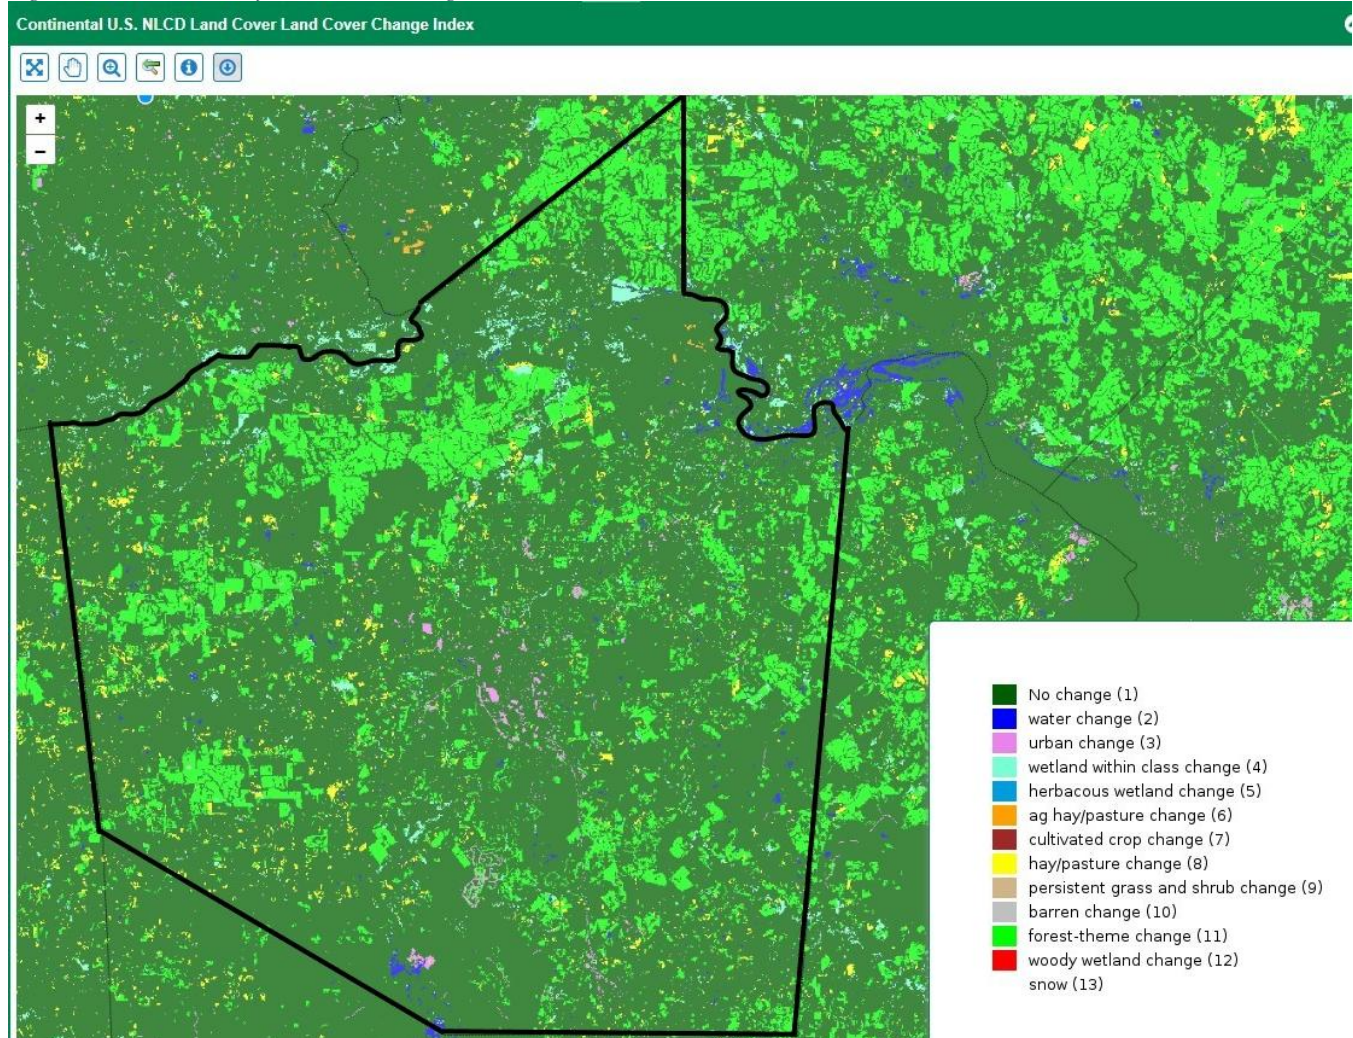 Continental U.S. NLCD Land Cover Land Cover Change Index
+
−
No change (1)
water change (2)
urban change (3)
wetland within class change (4)
herbacous wetland change (5)
ag hay/pasture change (6)
cultivated crop change (7)
hay/pasture change (8)
persistent grass and shrub change (9)
barren change (10)
forest-theme change (11)
woody wetland change (12)
snow (13)